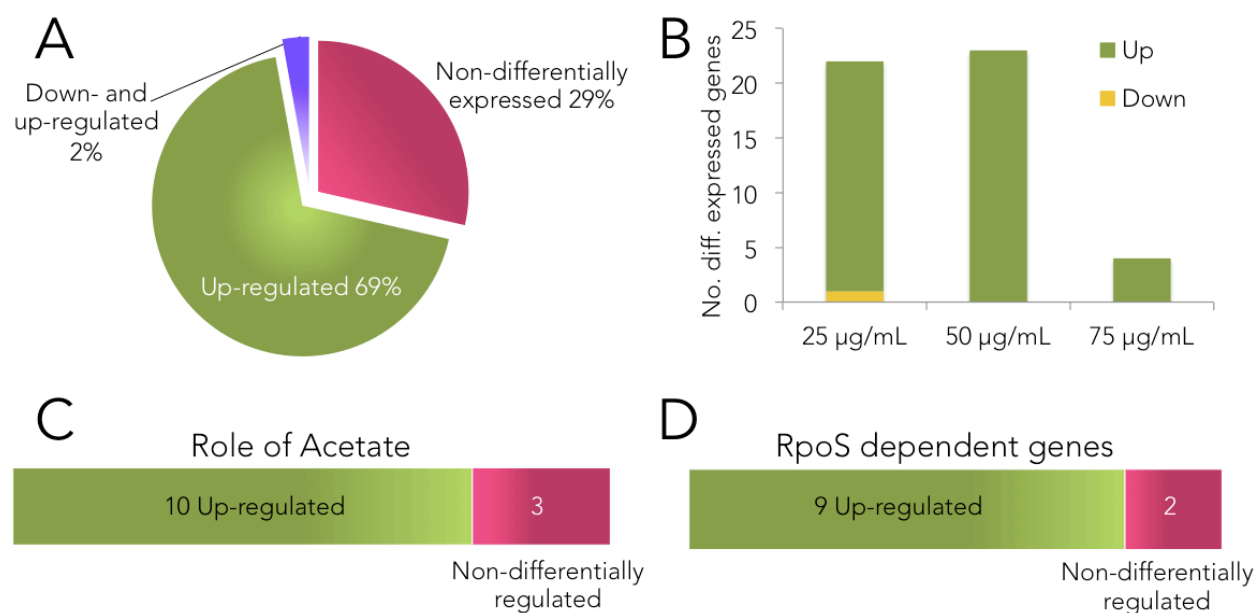 A
Down- and
up-regulated
2%
Non-differentially
expressed 29%
Up-regulated 69%
B
No. diff. expressed genes
25
20
15
10
5
0
Up
Down
25 µg/mL
50 µg/mL
75 µg/mL
C
Role of Acetate
10 Up-regulated
3
Non-differentially
regulated
D
RpoS dependent genes
9 Up-regulated
2
Non-differentially
regulated